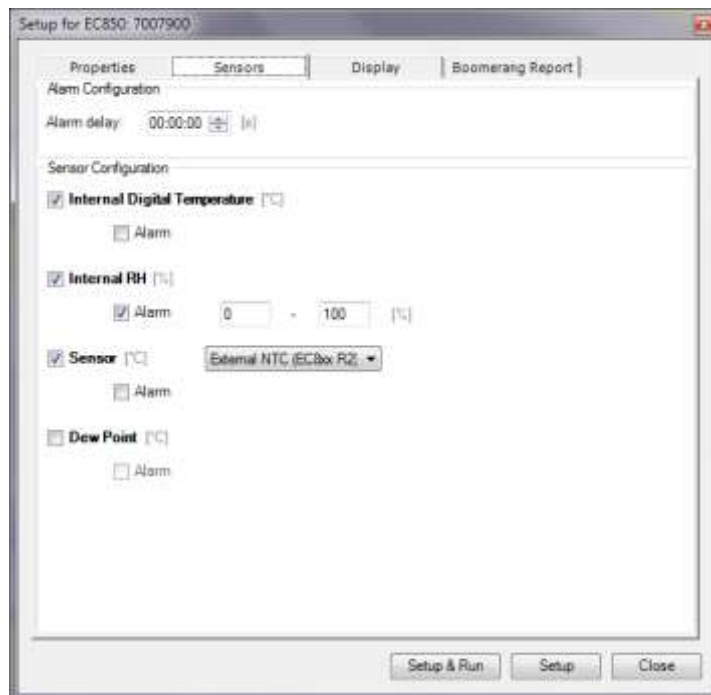 Setup for EC850: 7007900
Properties Sensors Display Boomerang Report
Alarm Configuration
Alarm delay: 00:00:00 [s]
Sensor Configuration
Internal Digital Temperature [°C]
Alarm
Internal RH [%]
Alarm 0 - 100 [%]
Sensor [°C] External NTC (EC8xx R2)
Alarm
Dew Point [°C]
Alarm
Setup & Run Setup Close